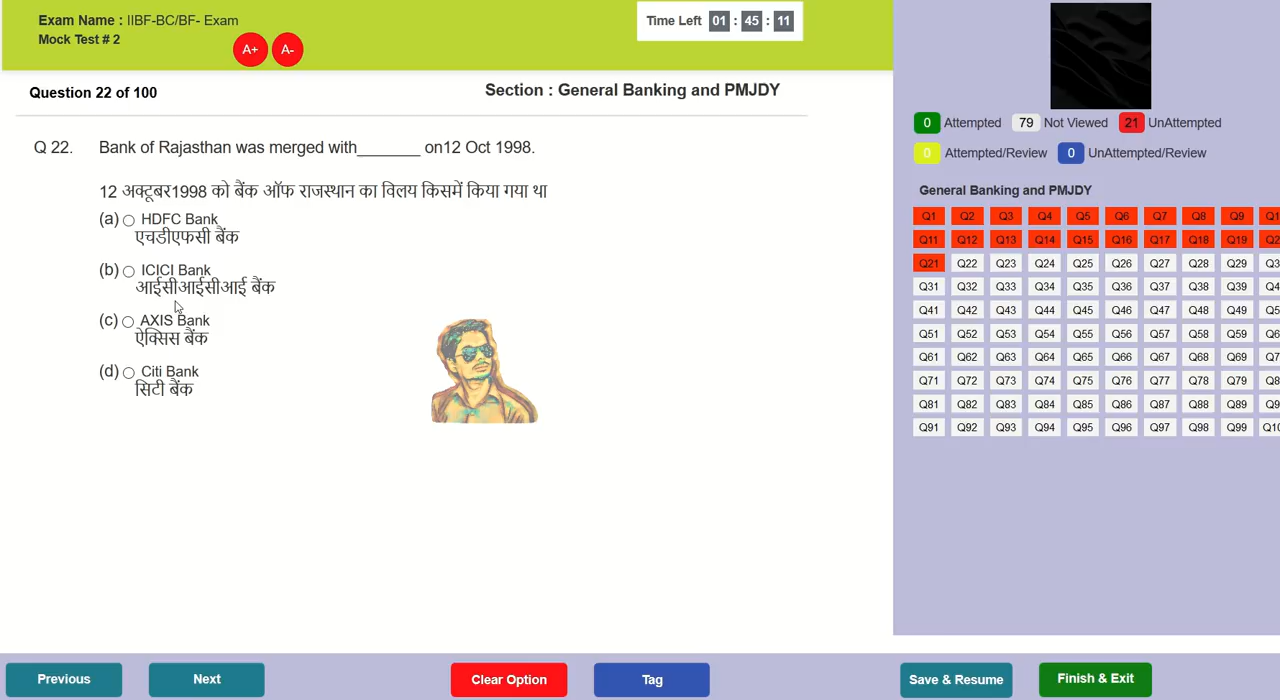 Exam Name : IIBF-BC/BF- Exam
Mock Test # 2
A+ A-
Time Left 01 : 45 : 11
Question 22 of 100
Section : General Banking and PMJDY
Q 22. Bank of Rajasthan was merged with_______ on12 Oct 1998.
12 अक्टूबर1998 को बैंक ऑफ राजस्थान का विलय किसमें किया गया था
(a) HDFC Bank
एचडीएफसी बैंक
(b) ICICI Bank
आईसीआईसीआई बैंक
(c) AXIS Bank
ऐक्सिस बैंक
(d) Citi Bank
सिटी बैंक
0 Attempted 79 Not Viewed 21 UnAttempted
0 Attempted/Review 0 UnAttempted/Review
General Banking and PMJDY
Q1 Q2 Q3 Q4 Q5 Q6 Q7 Q8 Q9
Q11 Q12 Q13 Q14 Q15 Q16 Q17 Q18 Q19
Q21 Q22 Q23 Q24 Q25 Q26 Q27 Q28 Q29
Q31 Q32 Q33 Q34 Q35 Q36 Q37 Q38 Q39
Q41 Q42 Q43 Q44 Q45 Q46 Q47 Q48 Q49
Q51 Q52 Q53 Q54 Q55 Q56 Q57 Q58 Q59
Q61 Q62 Q63 Q64 Q65 Q66 Q67 Q68 Q69
Q71 Q72 Q73 Q74 Q75 Q76 Q77 Q78 Q79
Q81 Q82 Q83 Q84 Q85 Q86 Q87 Q88 Q89
Q91 Q92 Q93 Q94 Q95 Q96 Q97 Q98 Q99
Previous Next Clear Option Tag Save & Resume Finish & Exit